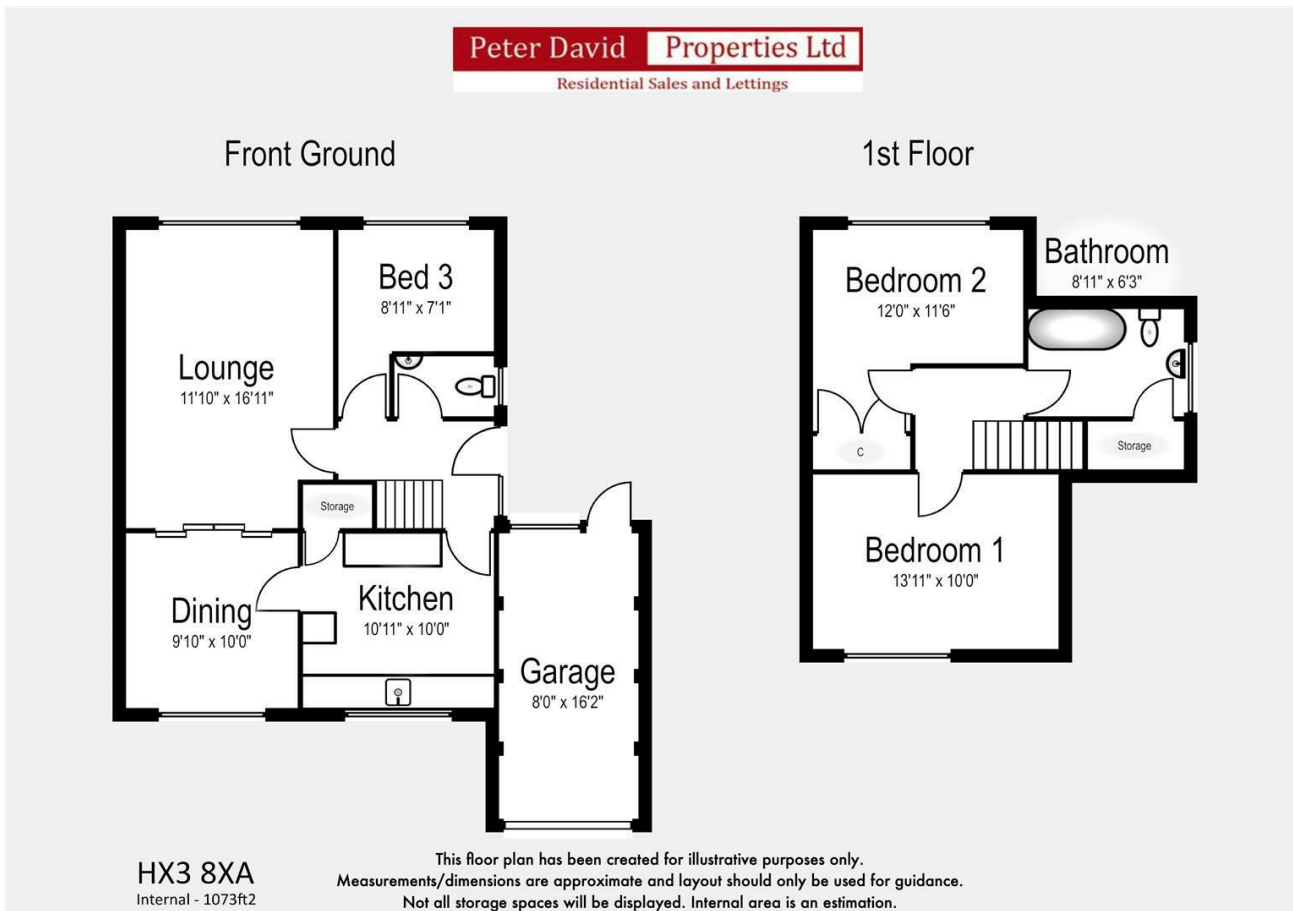 Peter David Properties Ltd
Residential Sales and Lettings
Front Ground
1st Floor
Lounge
11'10" x 16'11"
Bed 3
8'11" x 7'1"
Storage
Dining
9'10" x 10'0"
Kitchen
10'11" x 10'0"
Garage
8'0" x 16'2"
Bedroom 2
12'0" x 11'6"
Bathroom
8'11" x 6'3"
C
Storage
Bedroom 1
13'11" x 10'0"
HX3 8XA
Internal - 1073ft2
This floor plan has been created for illustrative purposes only.
Measurements/dimensions are approximate and layout should only be used for guidance.
Not all storage spaces will be displayed. Internal area is an estimation.